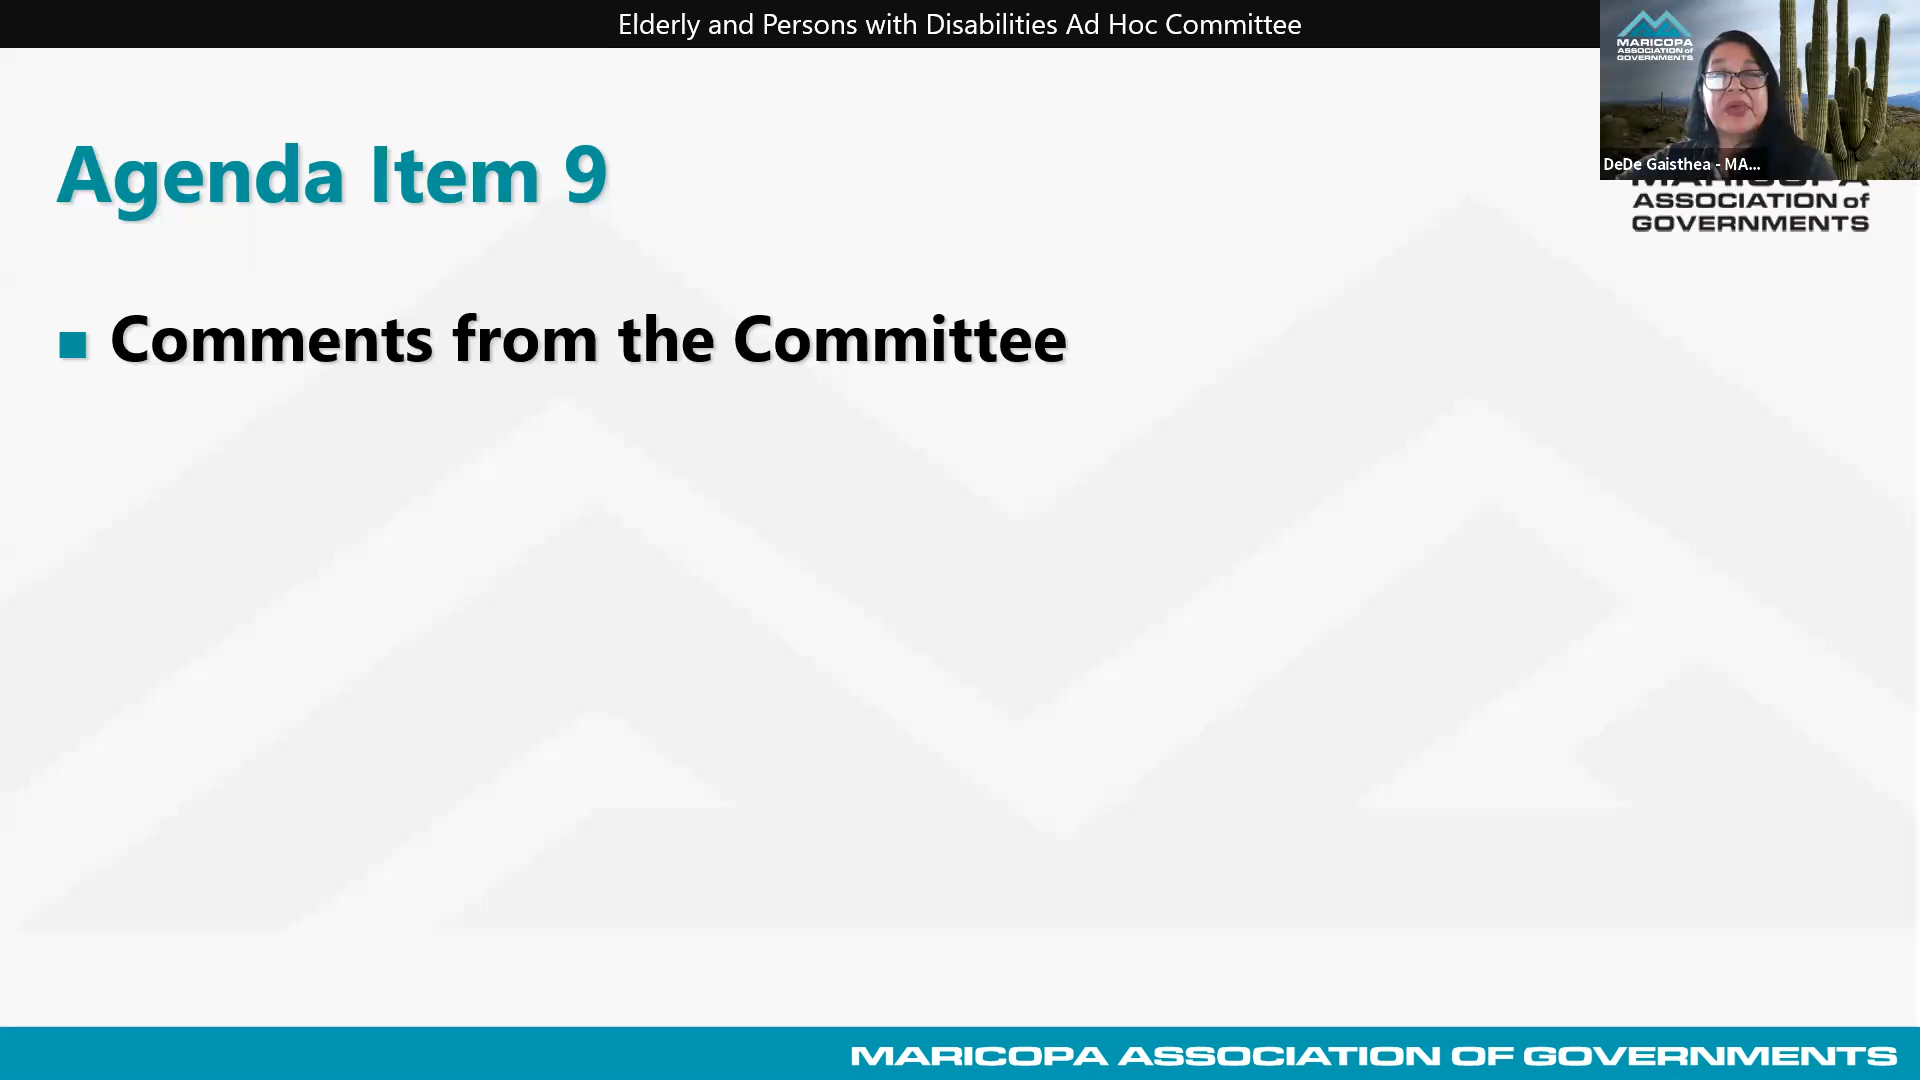 Elderly and Persons with Disabilities Ad Hoc Committee
MARICOPA
ASSOCIATION of
GOVERNMENTS
DeDe Gaisthea - MA...
Agenda Item 9
MARICOPA
ASSOCIATION of
GOVERNMENTS
■ Comments from the Committee
MARICOPA ASSOCIATION OF GOVERNMENTS